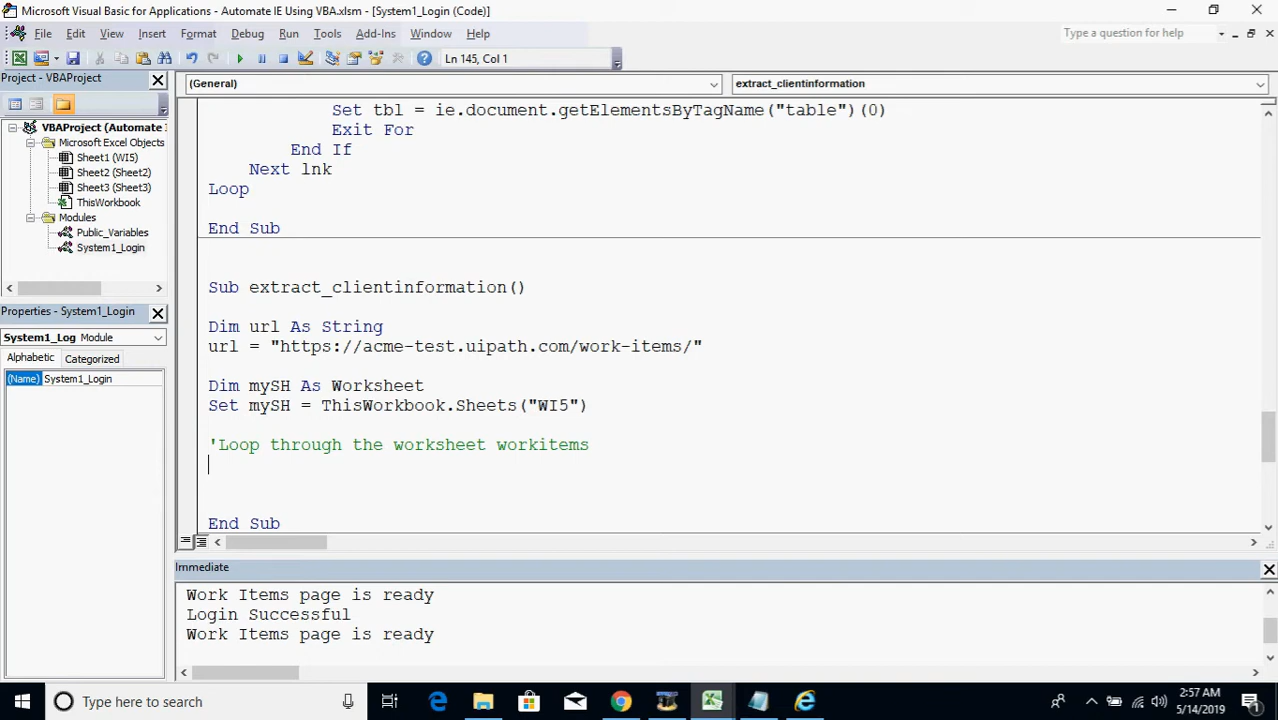 Microsoft Visual Basic for Applications - Automate IE Using VBA.xlsm - [System1_Login (Code)]
File Edit View Insert Format Debug Run Tools Add-Ins Window Help
Type a question for help
Ln 145, Col 1
Project - VBAProject
(General)
extract_clientinformation
VBAProject (Automate
Microsoft Excel Objects
Sheet1 (WI5)
Sheet2 (Sheet2)
Sheet3 (Sheet3)
ThisWorkbook
Modules
Public_Variables
System1_Login
Properties - System1_Login
System1_Log Module
Alphabetic Categorized
(Name) System1_Login
Set tbl = ie.document.getElementsByTagName("table")(0)
Exit For
End If
Next lnk
Loop
End Sub
Sub extract_clientinformation()
Dim url As String
url = "https://acme-test.uipath.com/work-items/"
Dim mySH As Worksheet
Set mySH = ThisWorkbook.Sheets("WI5")
'Loop through the worksheet workitems
End Sub
Immediate
Work Items page is ready
Login Successful
Work Items page is ready
Type here to search
2:57 AM
5/14/2019
1